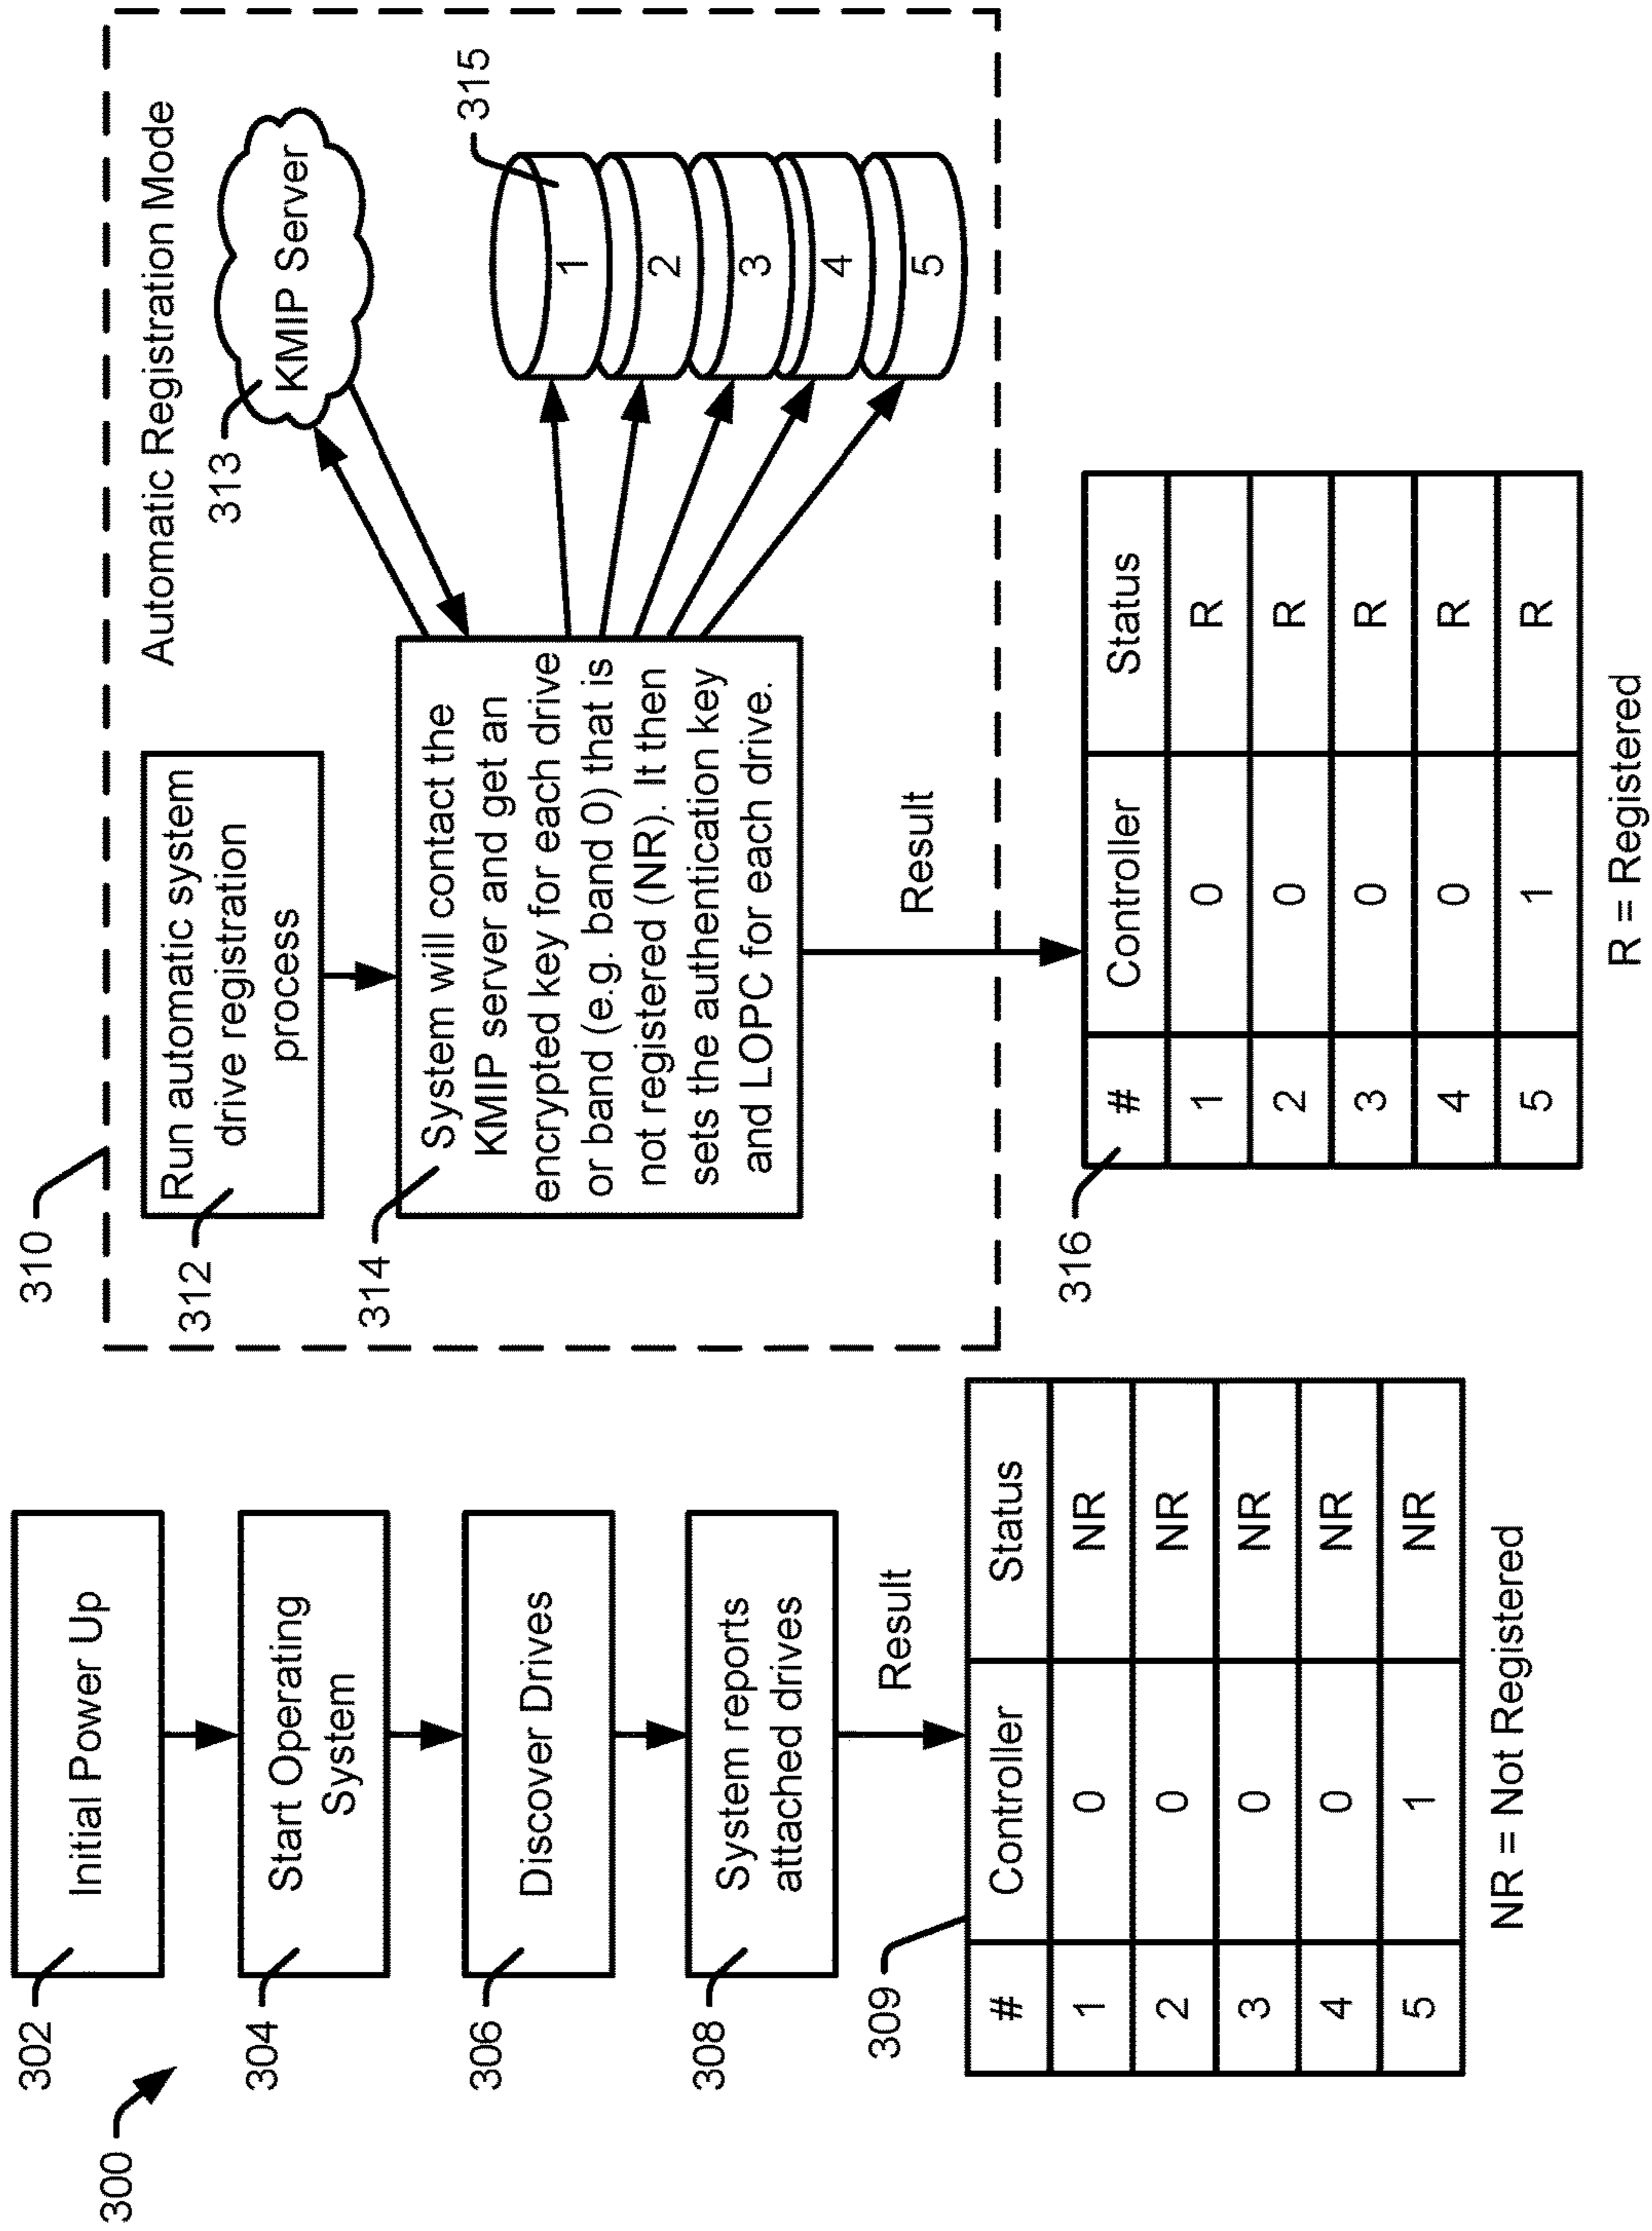 300
302
Initial Power Up
304
Start Operating
System
306
Discover Drives
308
System reports
attached drives
Result
309
# Controller Status
1 0 NR
2 0 NR
3 0 NR
4 0 NR
5 1 NR
NR = Not Registered
310
Automatic Registration Mode
312
Run automatic system
drive registration
process
313
KMIP Server
314
System will contact the
KMIP server and get an
encrypted key for each drive
or band (e.g. band 0) that is
not registered (NR). It then
sets the authentication key
and LOPC for each drive.
315
1
2
3
4
5
Result
316
# Controller Status
1 0 R
2 0 R
3 0 R
4 0 R
5 1 R
R = Registered